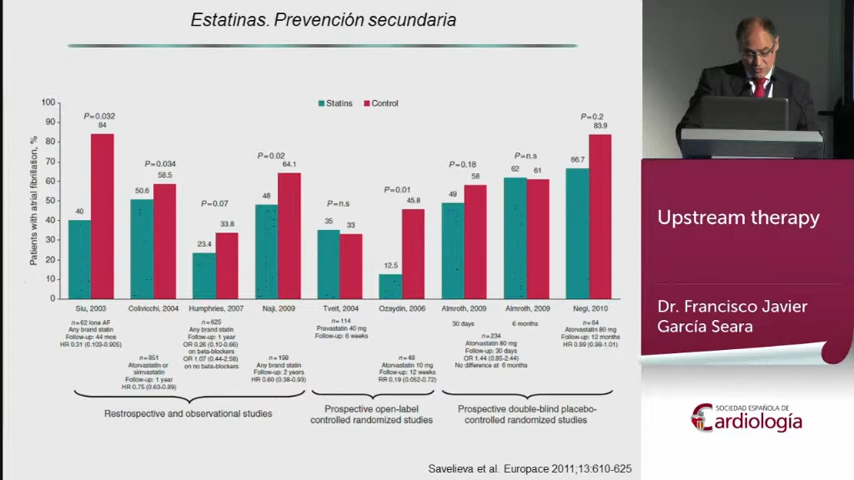 Estatinas. Prevención secundaria
Statins
Control
Patients with atrial fibrillation, %
100
90
80
70
60
50
40
30
20
10
0
P=0.032
84
40
P=0.034
58.5
50.6
P=0.07
33.8
23.4
P=0.02
64.1
48
P=n.s
35
33
P=0.01
45.8
12.5
P=0.18
58
49
P=n.s
62
61
P=0.2
83.9
66.7
Siu, 2003
Colivicchi, 2004
Humphries, 2007
Naji, 2009
Tveit, 2004
Ozaydin, 2006
Almroth, 2009
Almroth, 2009
Negi, 2010
n=62 lone AF
Any brand statin
Follow-up: 44 mos
HR 0.31 (0.103-0.905)
n=851
Atorvastatin or
simvastatin
Follow-up: 1 year
HR 0.75 (0.63-0.89)
n=625
Any brand statin
Follow-up: 1 year
OR 0.26 (0.10-0.66)
on beta-blockers
OR 1.07 (0.44-2.58)
on no beta-blockers
n=198
Any brand statin
Follow-up: 2 years
HR 0.60 (0.38-0.93)
n=114
Pravastatin 40 mg
Follow-up: 6 weeks
n=48
Atorvastatin 10 mg
Follow-up: 12 weeks
RR 0.19 (0.052-0.72)
30 days
6 months
n=234
Atorvastatin 80 mg
Follow-up: 30 days
OR 1.44 (0.85-2.44)
No difference at 6 months
n=64
Atorvastatin 80 mg
Follow-up: 12 months
HR 0.99 (0.98-1.01)
Restrospective and observational studies
Prospective open-label
controlled randomized studies
Prospective double-blind placebo-
controlled randomized studies
Savelieva et al. Europace 2011;13:610-625
Upstream therapy
Dr. Francisco Javier
García Seara
SOCIEDAD ESPAÑOLA DE
Cardiología